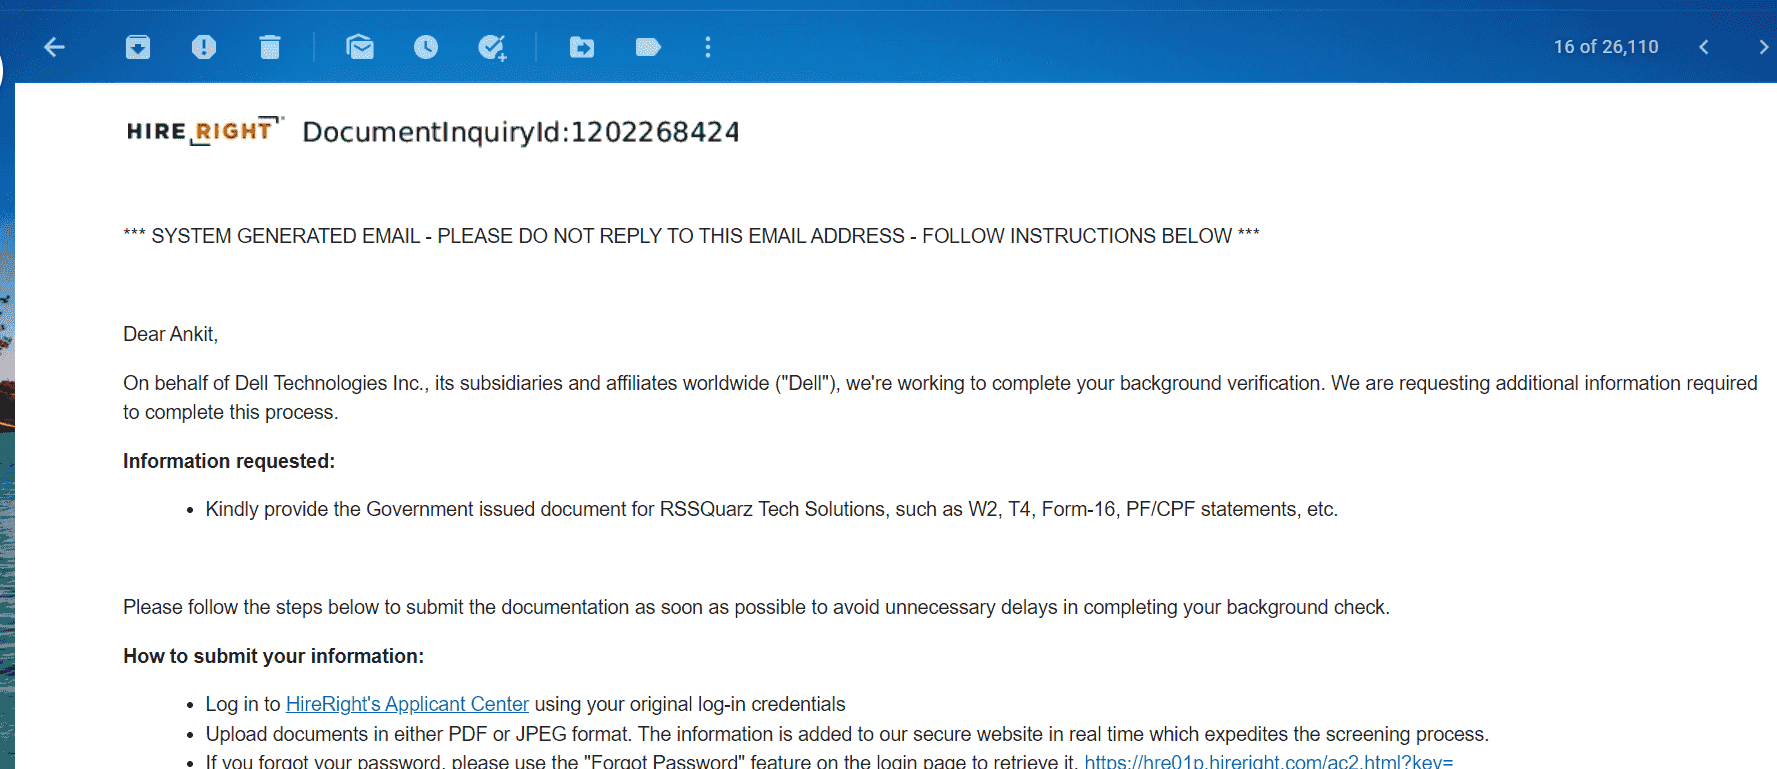 16 of 26,110
HIRE RIGHT DocumentInquiryId:1202268424
*** SYSTEM GENERATED EMAIL - PLEASE DO NOT REPLY TO THIS EMAIL ADDRESS - FOLLOW INSTRUCTIONS BELOW ***
Dear Ankit,
On behalf of Dell Technologies Inc., its subsidiaries and affiliates worldwide ("Dell"), we're working to complete your background verification. We are requesting additional information required
to complete this process.
Information requested:
• Kindly provide the Government issued document for RSSQuarz Tech Solutions, such as W2, T4, Form-16, PF/CPF statements, etc.
Please follow the steps below to submit the documentation as soon as possible to avoid unnecessary delays in completing your background check.
How to submit your information:
• Log in to HireRight's Applicant Center using your original log-in credentials
• Upload documents in either PDF or JPEG format. The information is added to our secure website in real time which expedites the screening process.
• If you forgot your password, please use the "Forgot Password" feature on the login page to retrieve it. https://hre01p.hireright.com/ac2.html?key=